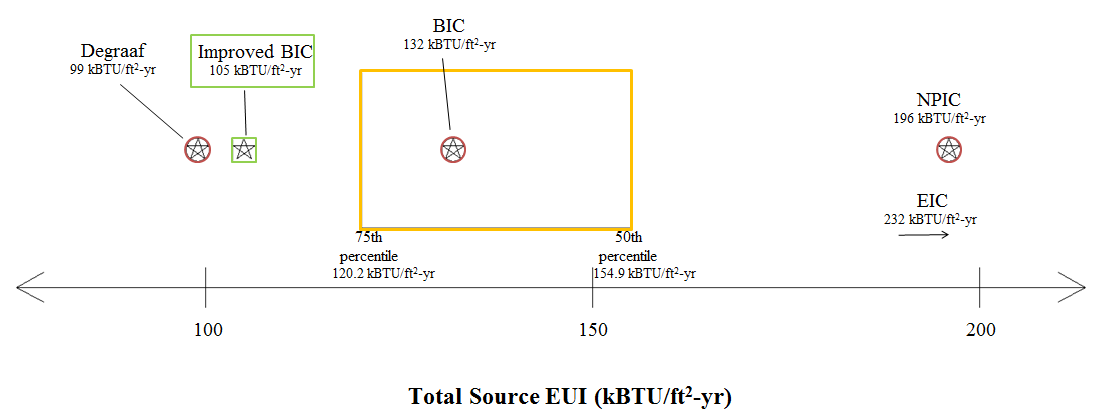 BIC
132 kBTU/ft²-yr
Degraaf
99 kBTU/ft²-yr
Improved BIC
105 kBTU/ft²-yr
NPIC
196 kBTU/ft²-yr
EIC
232 kBTU/ft²-yr
75th
percentile
120.2 kBTU/ft²-yr
50th
percentile
154.9 kBTU/ft²-yr
100
150
200
Total Source EUI (kBTU/ft²-yr)